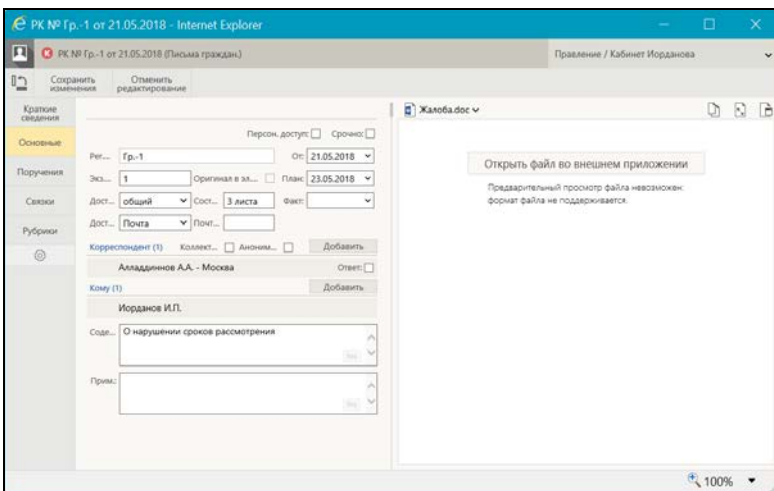 РК № Гр.-1 от 21.05.2018 - Internet Explorer
РК № Гр.-1 от 21.05.2018 (Письма граждан.)
Правление / Кабинет Иорданова
Сохранить изменения
Отменить редактирование
Краткие сведения
Основные
Поручения
Связки
Рубрики
Персон. доступ: Срочно:
Рег... Гр.-1 От: 21.05.2018
Экз... 1 Оригинал в эл... План: 23.05.2018
Дост... общий Сост... 3 листа Факт:
Дост... Почта Почт...
Корреспондент (1) Коллект... Аноним... Добавить
Алладдиннов А.А. - Москва Ответ:
Кому (1) Добавить
Иорданов И.П.
Соде... О нарушении сроков рассмотрения
Прим.:
Жалоба.doc
Открыть файл во внешнем приложении
Предварительный просмотр файла невозможен:
формат файла не поддерживается.
100%